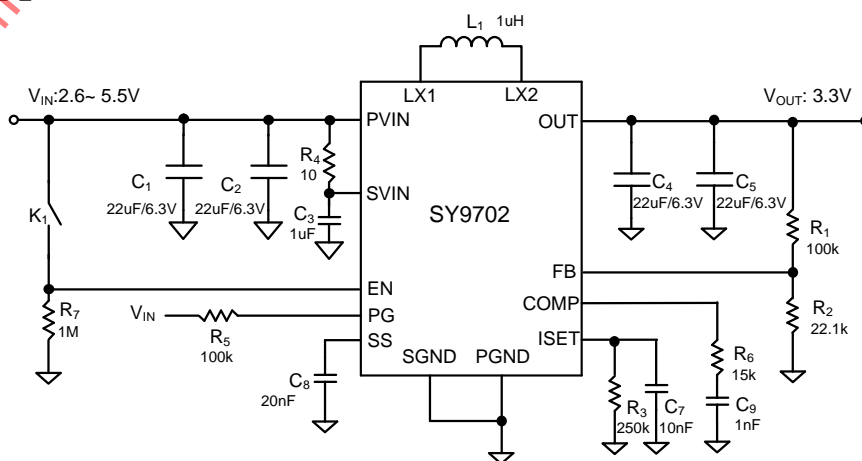 L1 1uH
LX1 LX2
VIN:2.6~ 5.5V
VOUT: 3.3V
PVIN
OUT
R4
10
C1
22uF/6.3V
C2
22uF/6.3V
C4
22uF/6.3V
C5
22uF/6.3V
SVIN
C3
1uF
SY9702
K1
R1
100k
FB
EN
COMP
R7
1M
VIN
R5
100k
PG
ISET
R2
22.1k
SS
SGND PGND
C8
20nF
R3
250k
C7
10nF
R6
15k
C9
1nF